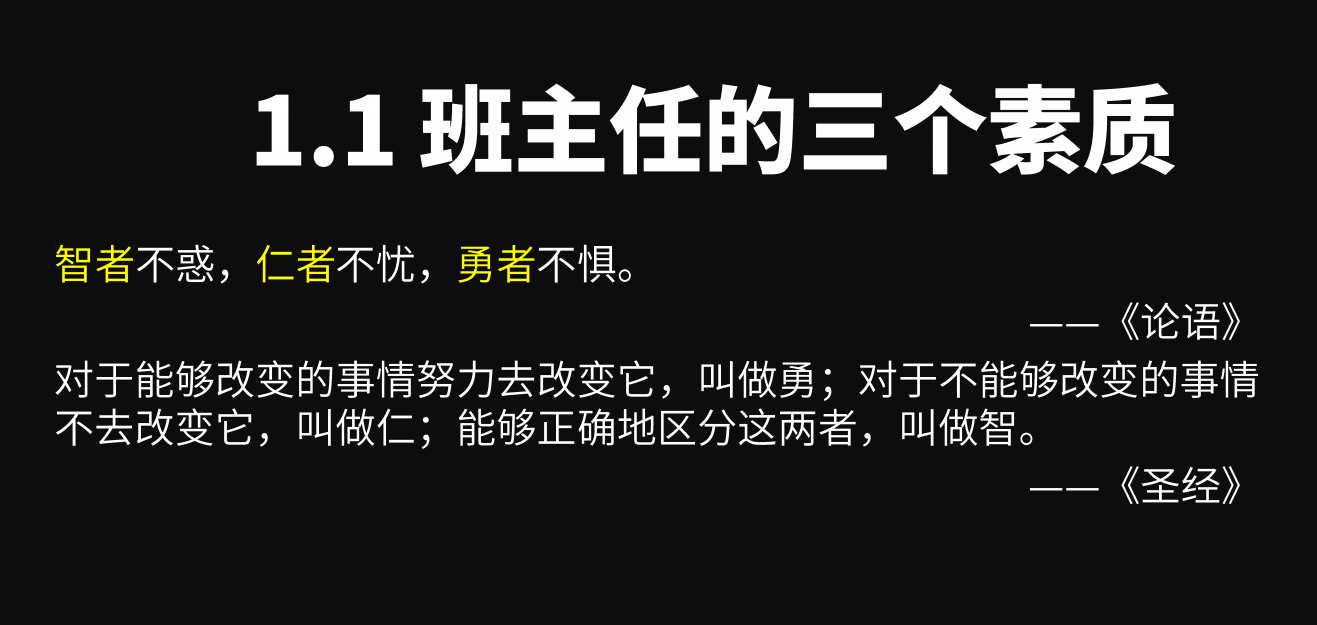 1.1 班主任的三个素质
智者不惑，仁者不忧，勇者不惧。
——《论语》
对于能够改变的事情努力去改变它，叫做勇；对于不能够改变的事情
不去改变它，叫做仁；能够正确地区分这两者，叫做智。
——《圣经》